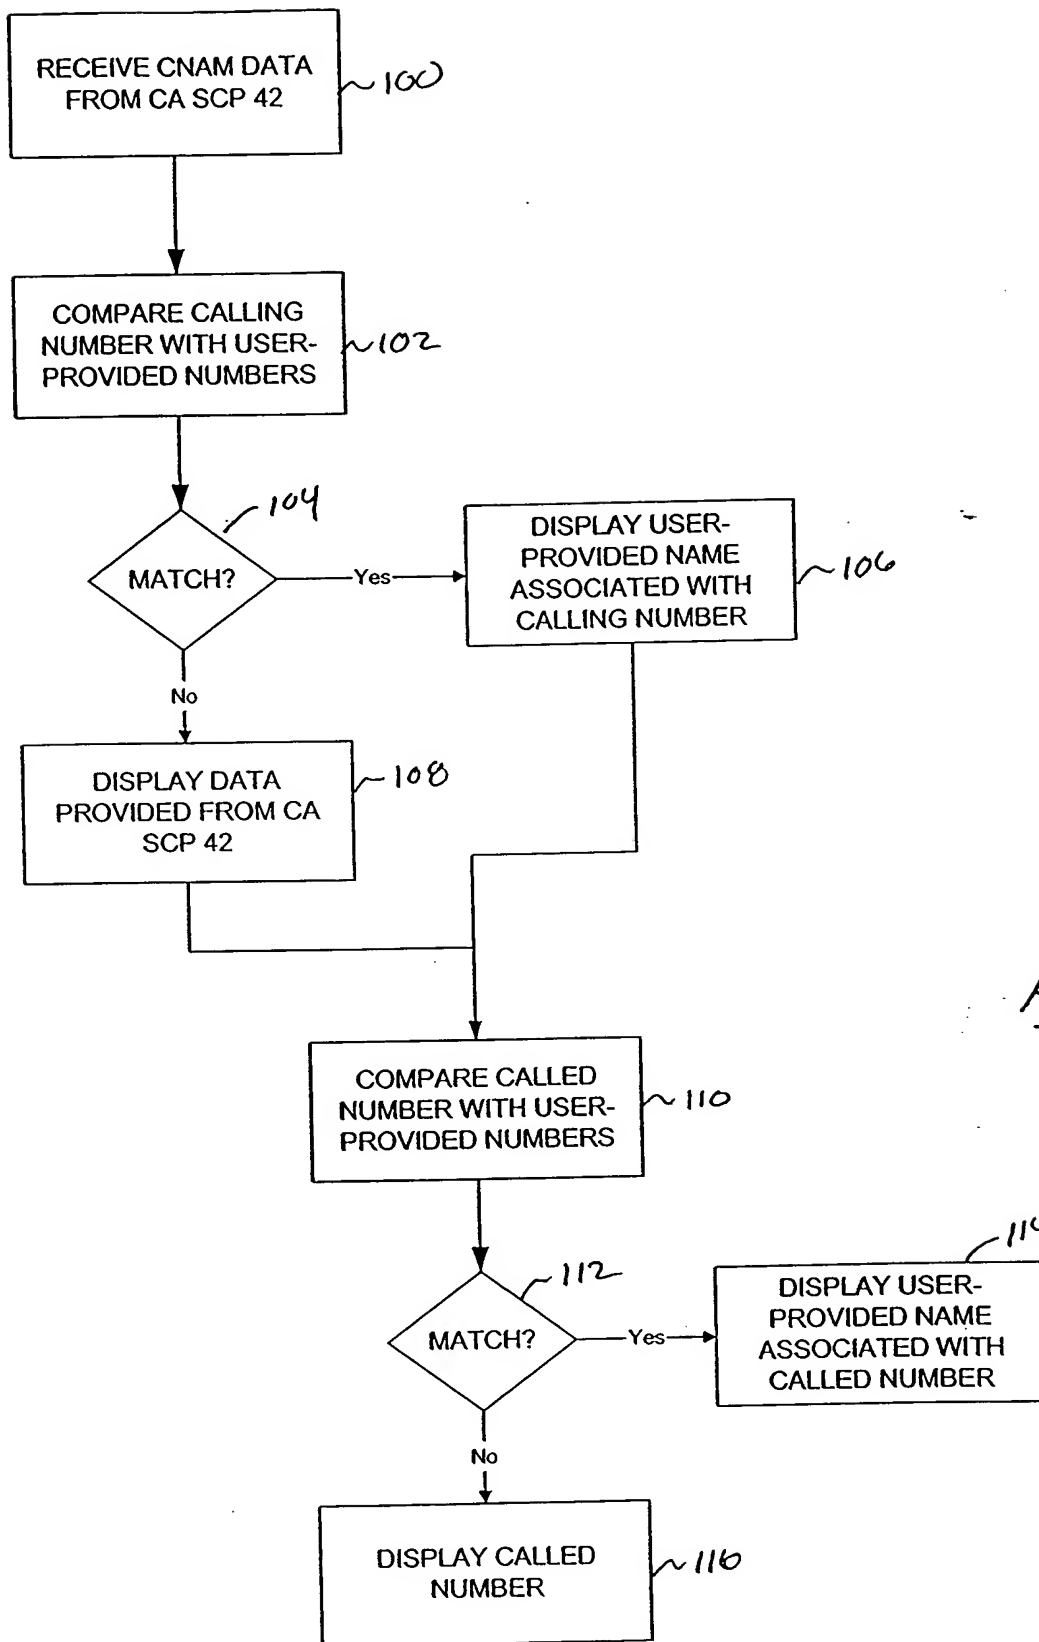 RECEIVE CNAM DATA
FROM CA SCP 42
100
COMPARE CALLING
NUMBER WITH USER-
PROVIDED NUMBERS
102
104
MATCH?
Yes
DISPLAY USER-
PROVIDED NAME
ASSOCIATED WITH
CALLING NUMBER
106
No
DISPLAY DATA
PROVIDED FROM CA
SCP 42
108
COMPARE CALLED
NUMBER WITH USER-
PROVIDED NUMBERS
110
112
MATCH?
Yes
114
DISPLAY USER-
PROVIDED NAME
ASSOCIATED WITH
CALLED NUMBER
No
DISPLAY CALLED
NUMBER
116